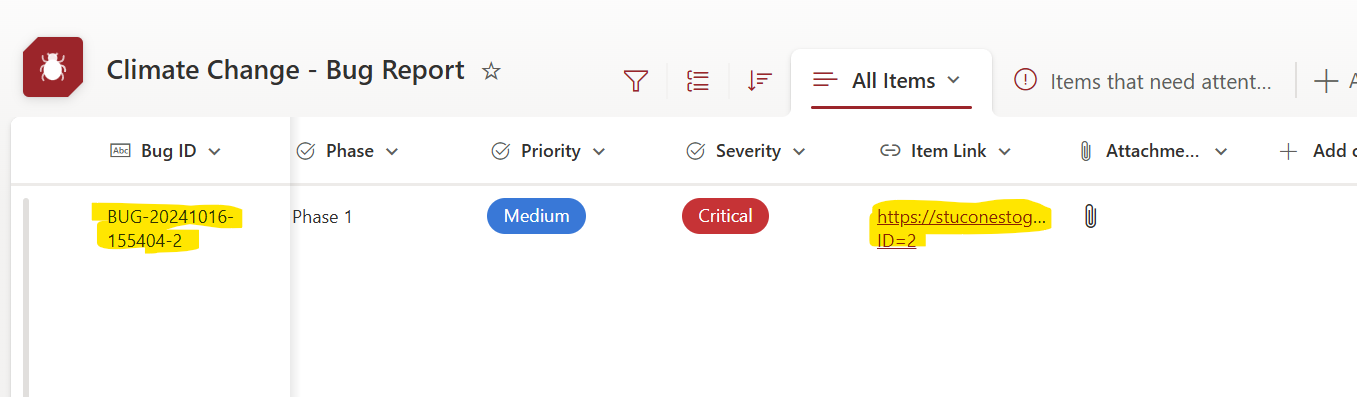 Climate Change - Bug Report
All Items
Items that need attent...
A
Abc Bug ID
Phase
Priority
Severity
Item Link
Attachme...
Add c
BUG-20241016-
155404-2
Phase 1
Medium
Critical
https://stuconestog...
ID=2